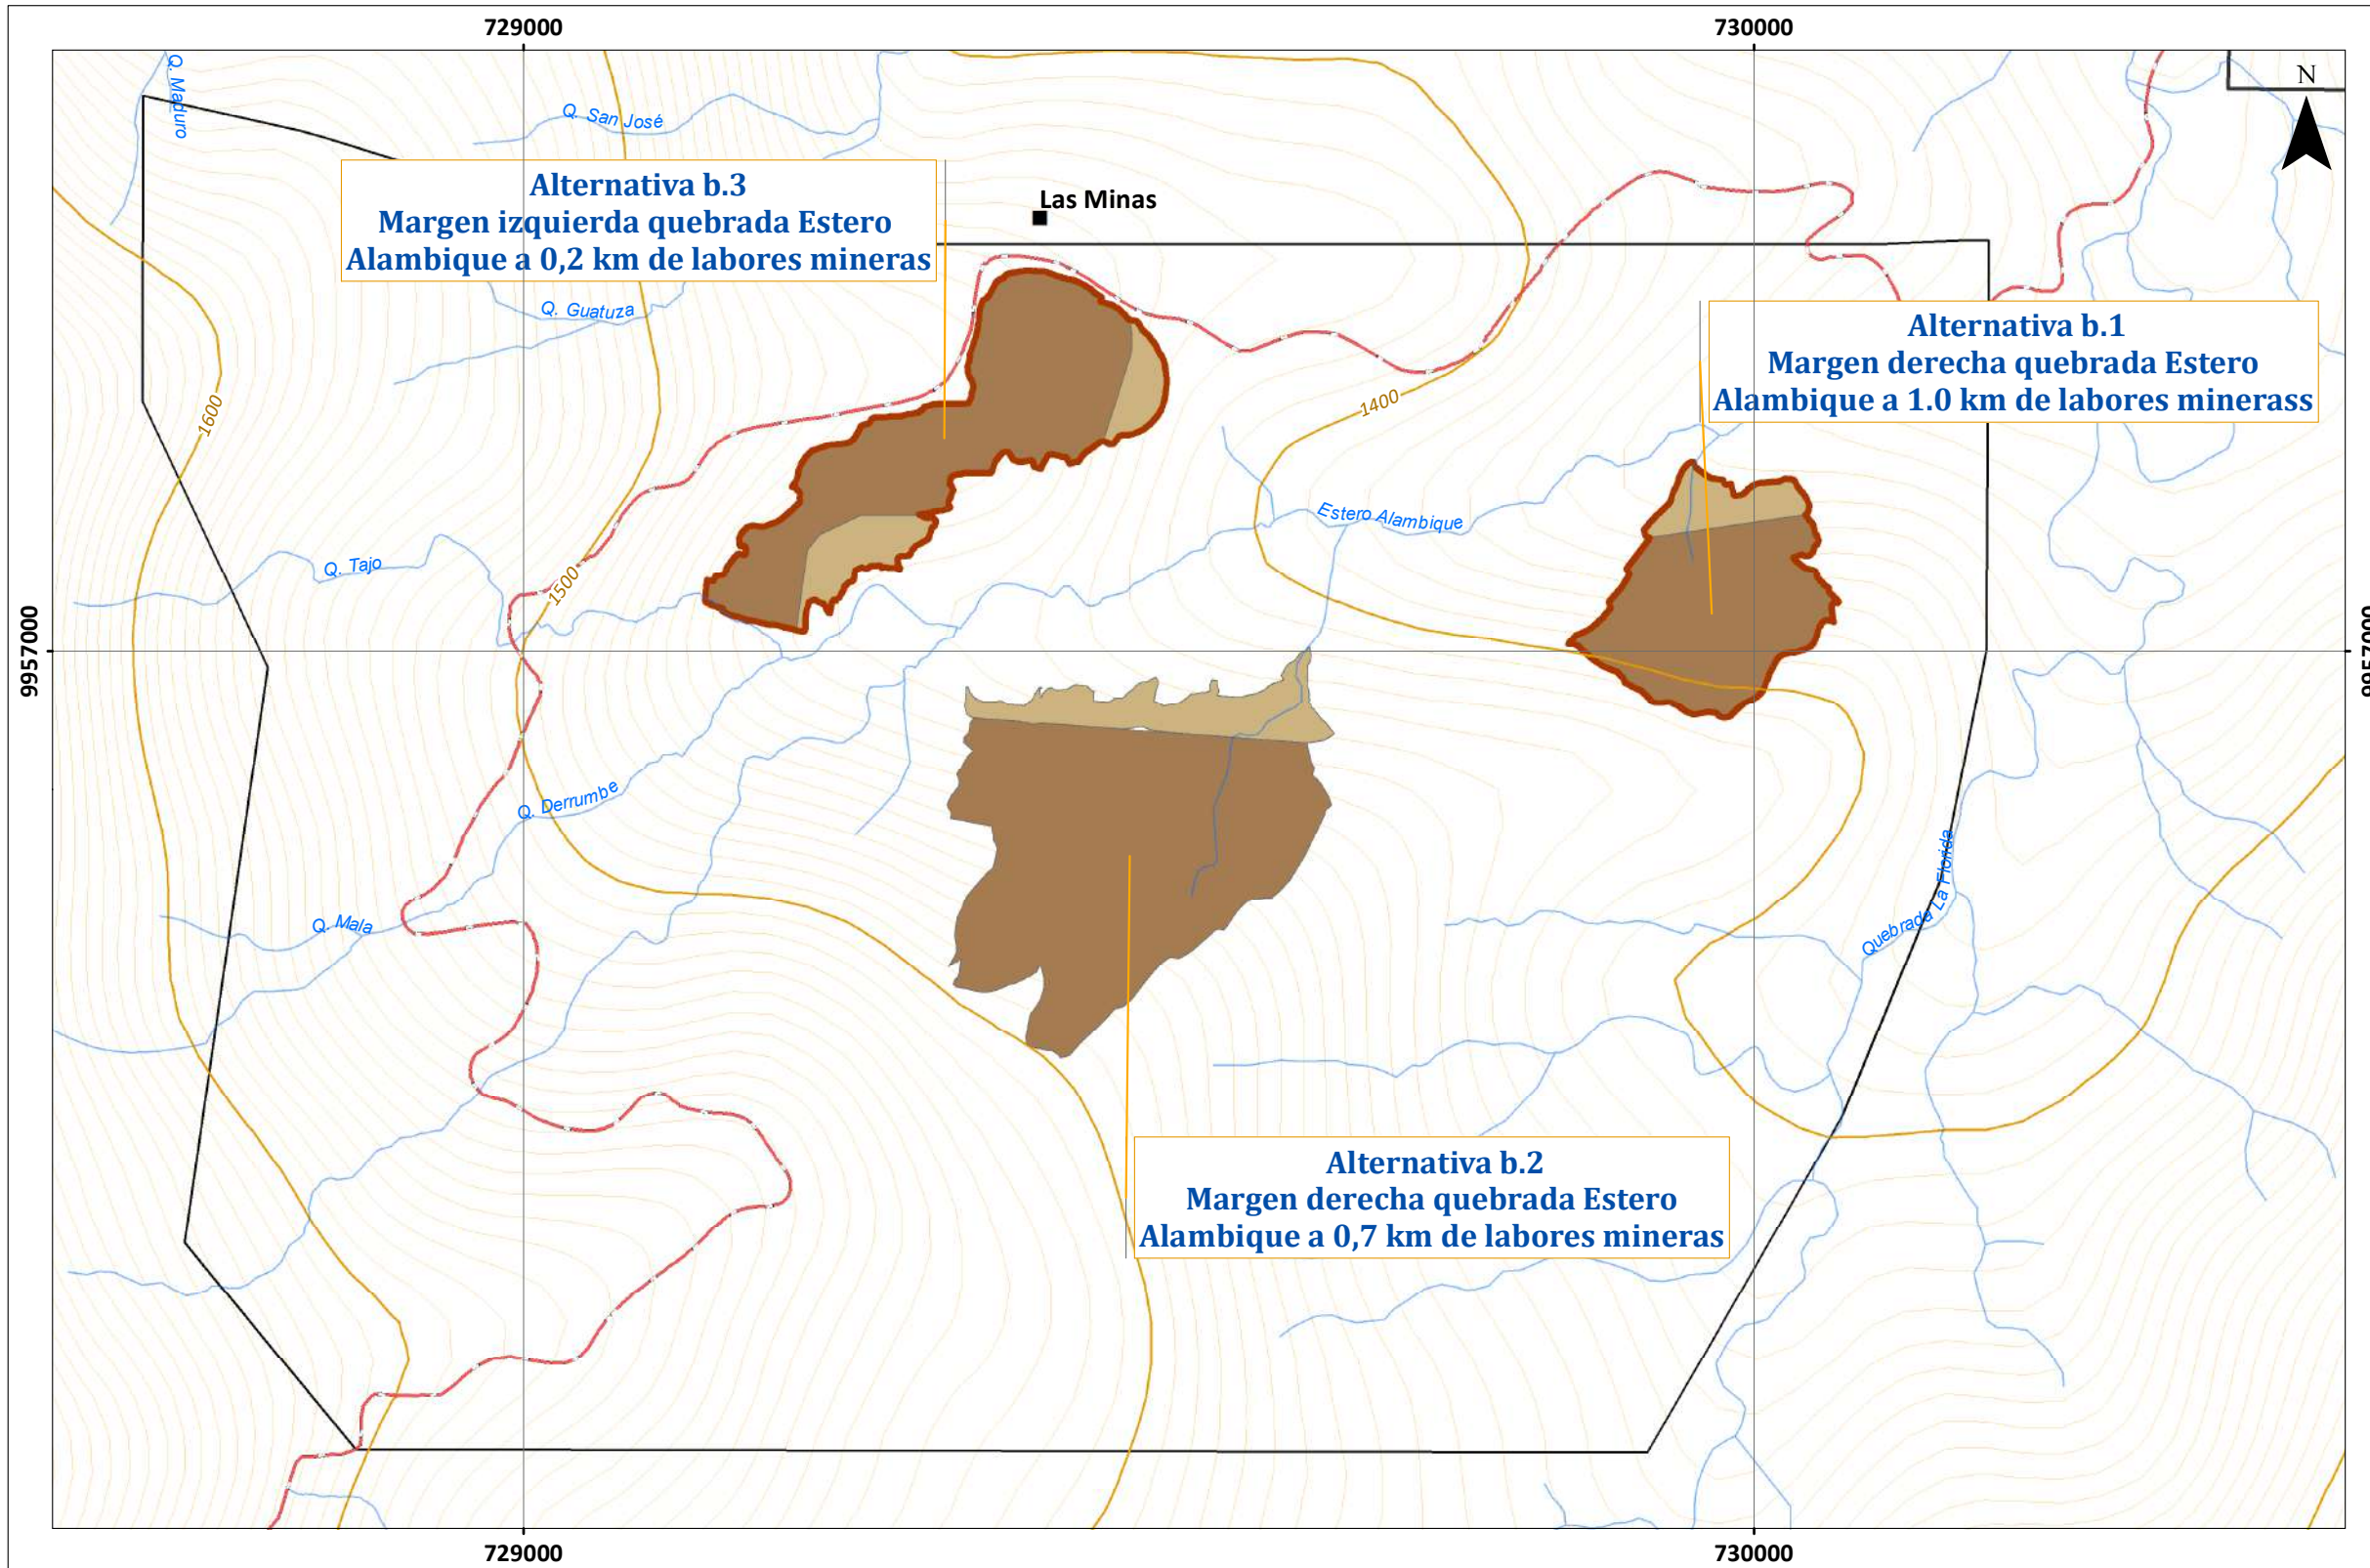 729000
730000
N
Q. Maduro
Q. San José
Alternativa b.3
Margen izquierda quebrada Estero
Alambique a 0,2 km de labores mineras
Las Minas
Q. Guatuza
Alternativa b.1
Margen derecha quebrada Estero
Alambique a 1.0 km de labores minerass
1600
1400
Estero Alambique
Q. Tajo
1500
9957000
9957000
Q. Derrumbe
Q. Mala
Quebrada La Florida
Alternativa b.2
Margen derecha quebrada Estero
Alambique a 0,7 km de labores mineras
729000
730000